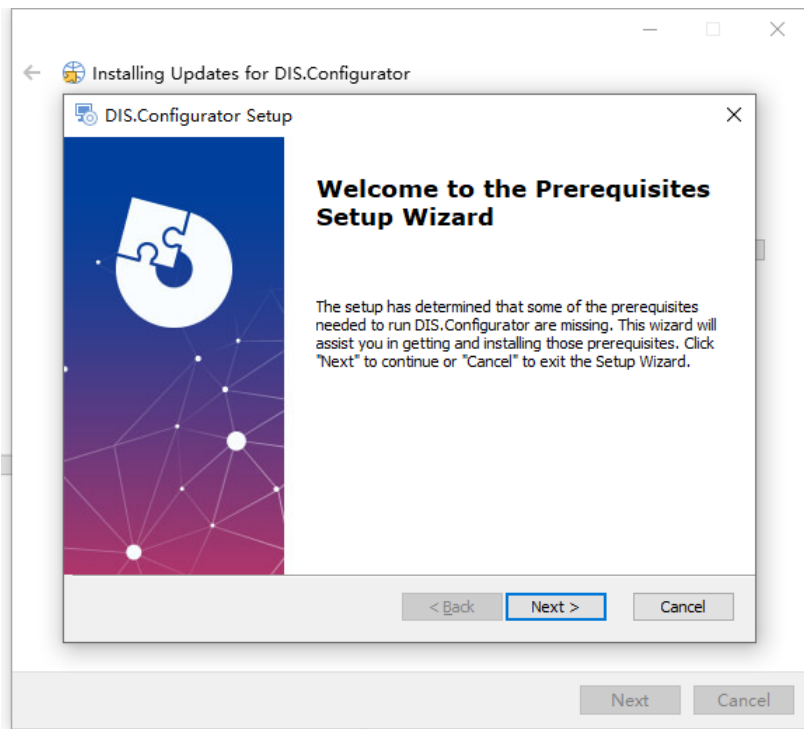 Installing Updates for DIS.Configurator
DIS.Configurator Setup
Welcome to the Prerequisites
Setup Wizard
The setup has determined that some of the prerequisites
needed to run DIS.Configurator are missing. This wizard will
assist you in getting and installing those prerequisites. Click
"Next" to continue or "Cancel" to exit the Setup Wizard.
< Back Next > Cancel
Next Cancel